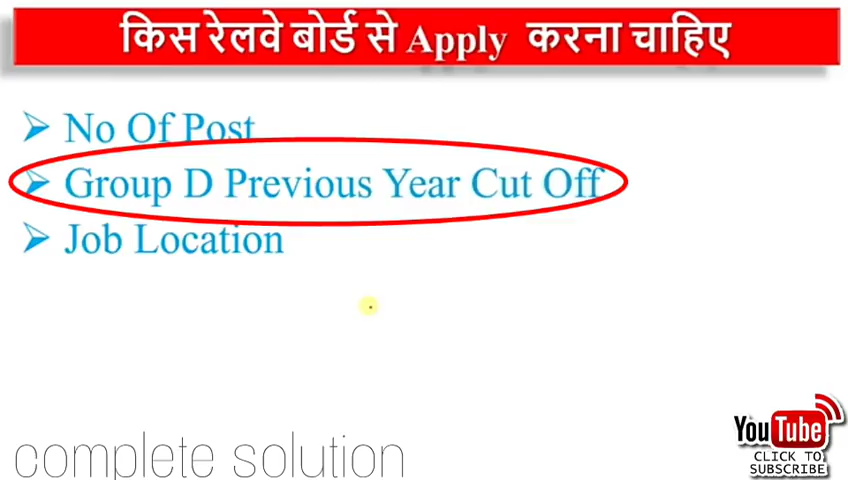 किस रेलवे बोर्ड से Apply करना चाहिए
No Of Post
Group D Previous Year Cut Off
Job Location
complete solution
YouTube
CLICK TO
SUBSCRIBE